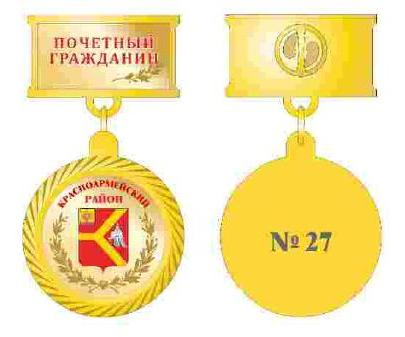 ПОЧЕТНЫЙ
ГРАЖДАНИН
КРАСНОАРМЕЙСКИЙ
РАЙОН
№ 27